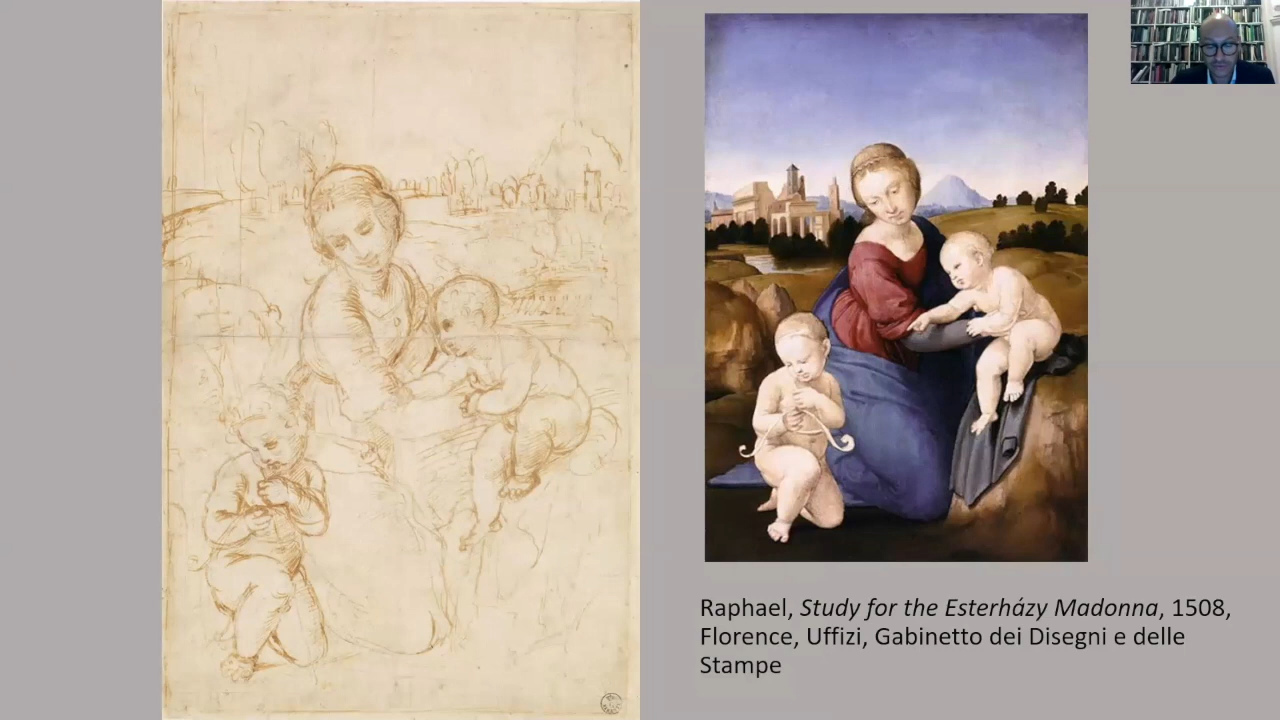 Raphael, Study for the Esterházy Madonna, 1508,
Florence, Uffizi, Gabinetto dei Disegni e delle
Stampe